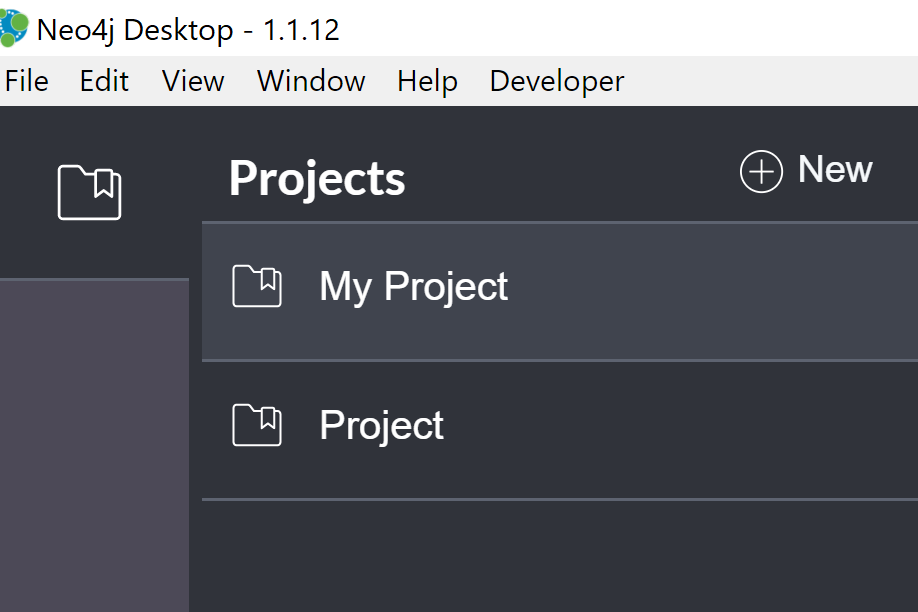 Neo4j Desktop - 1.1.12
File Edit View Window Help Developer
Projects New
My Project
Project